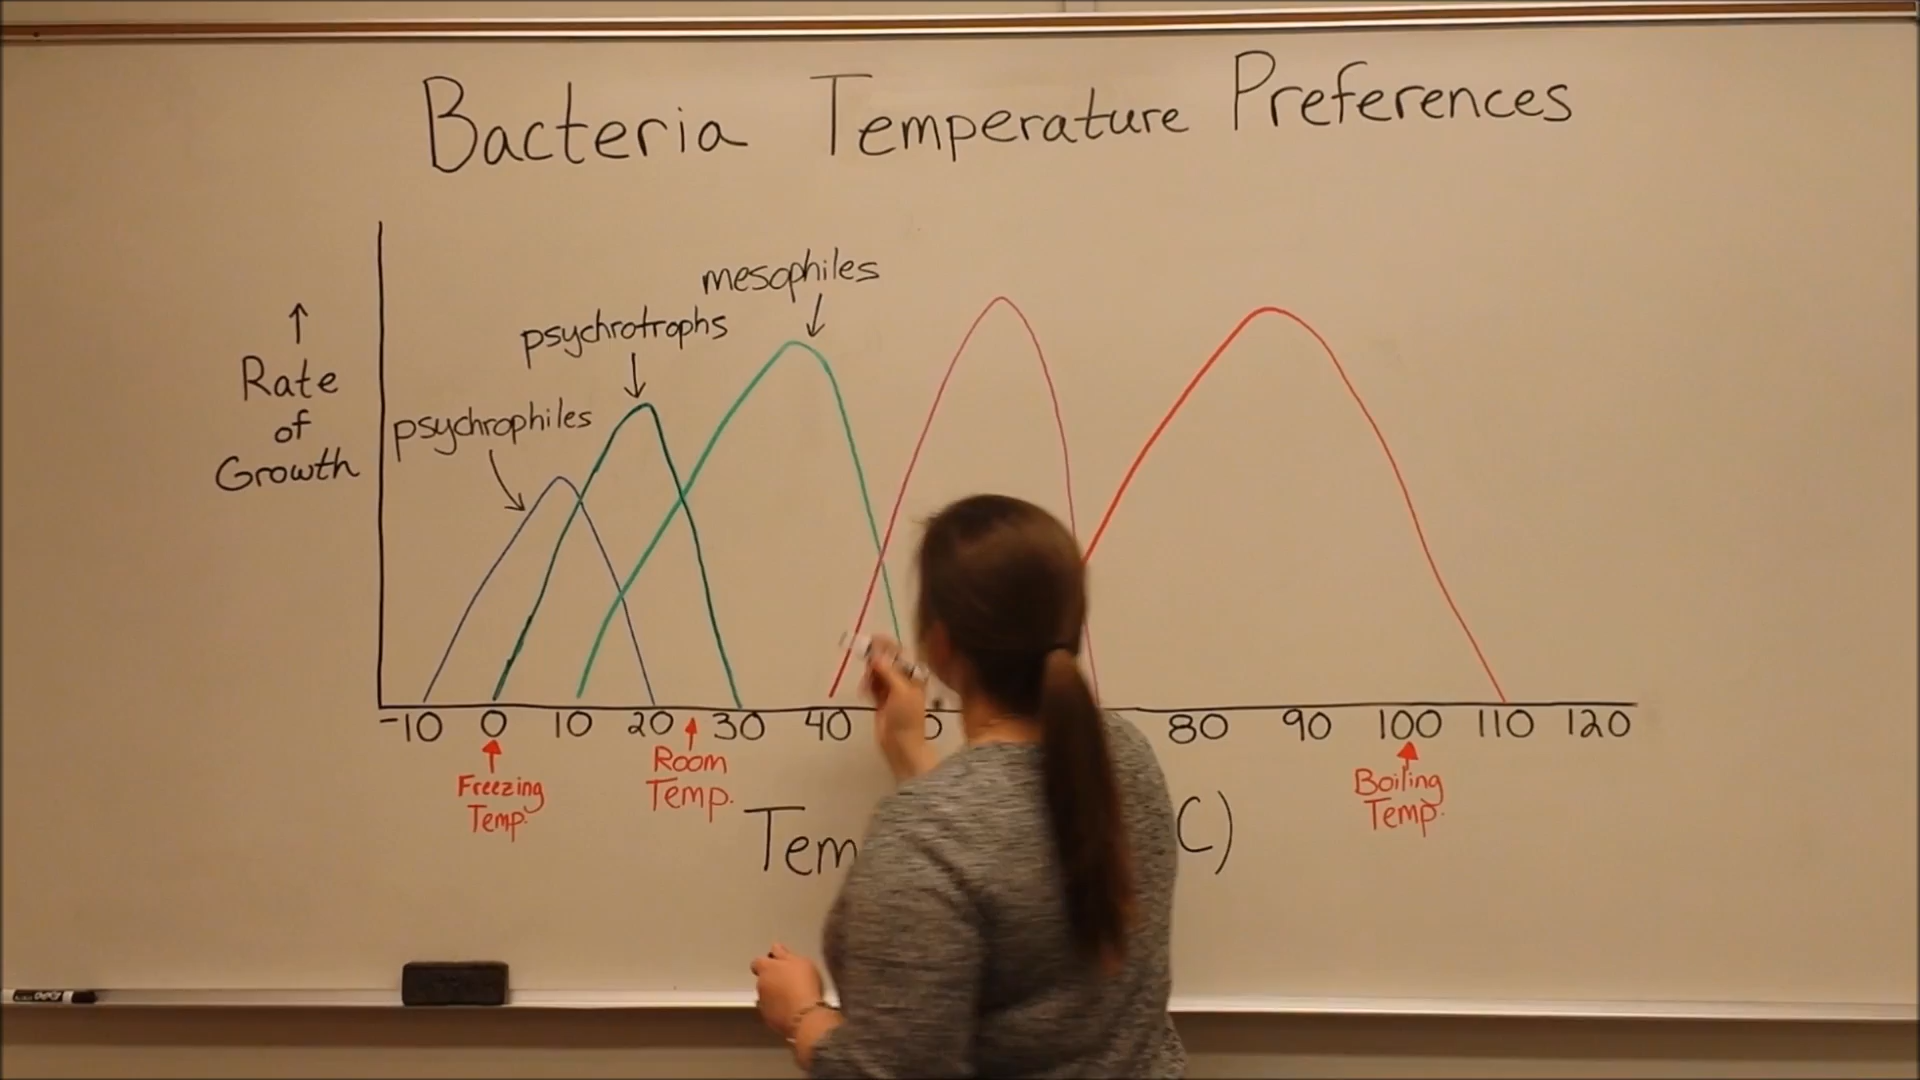 Bacteria Temperature Preferences
mesophiles
psychrotrophs
psychrophiles
↑
Rate
of
Growth
-10 0 10 20 30 40 80 90 100 110 120
Freezing
Temp.
Room
Temp.
Boiling
Temp.
Tem C)
EXPO